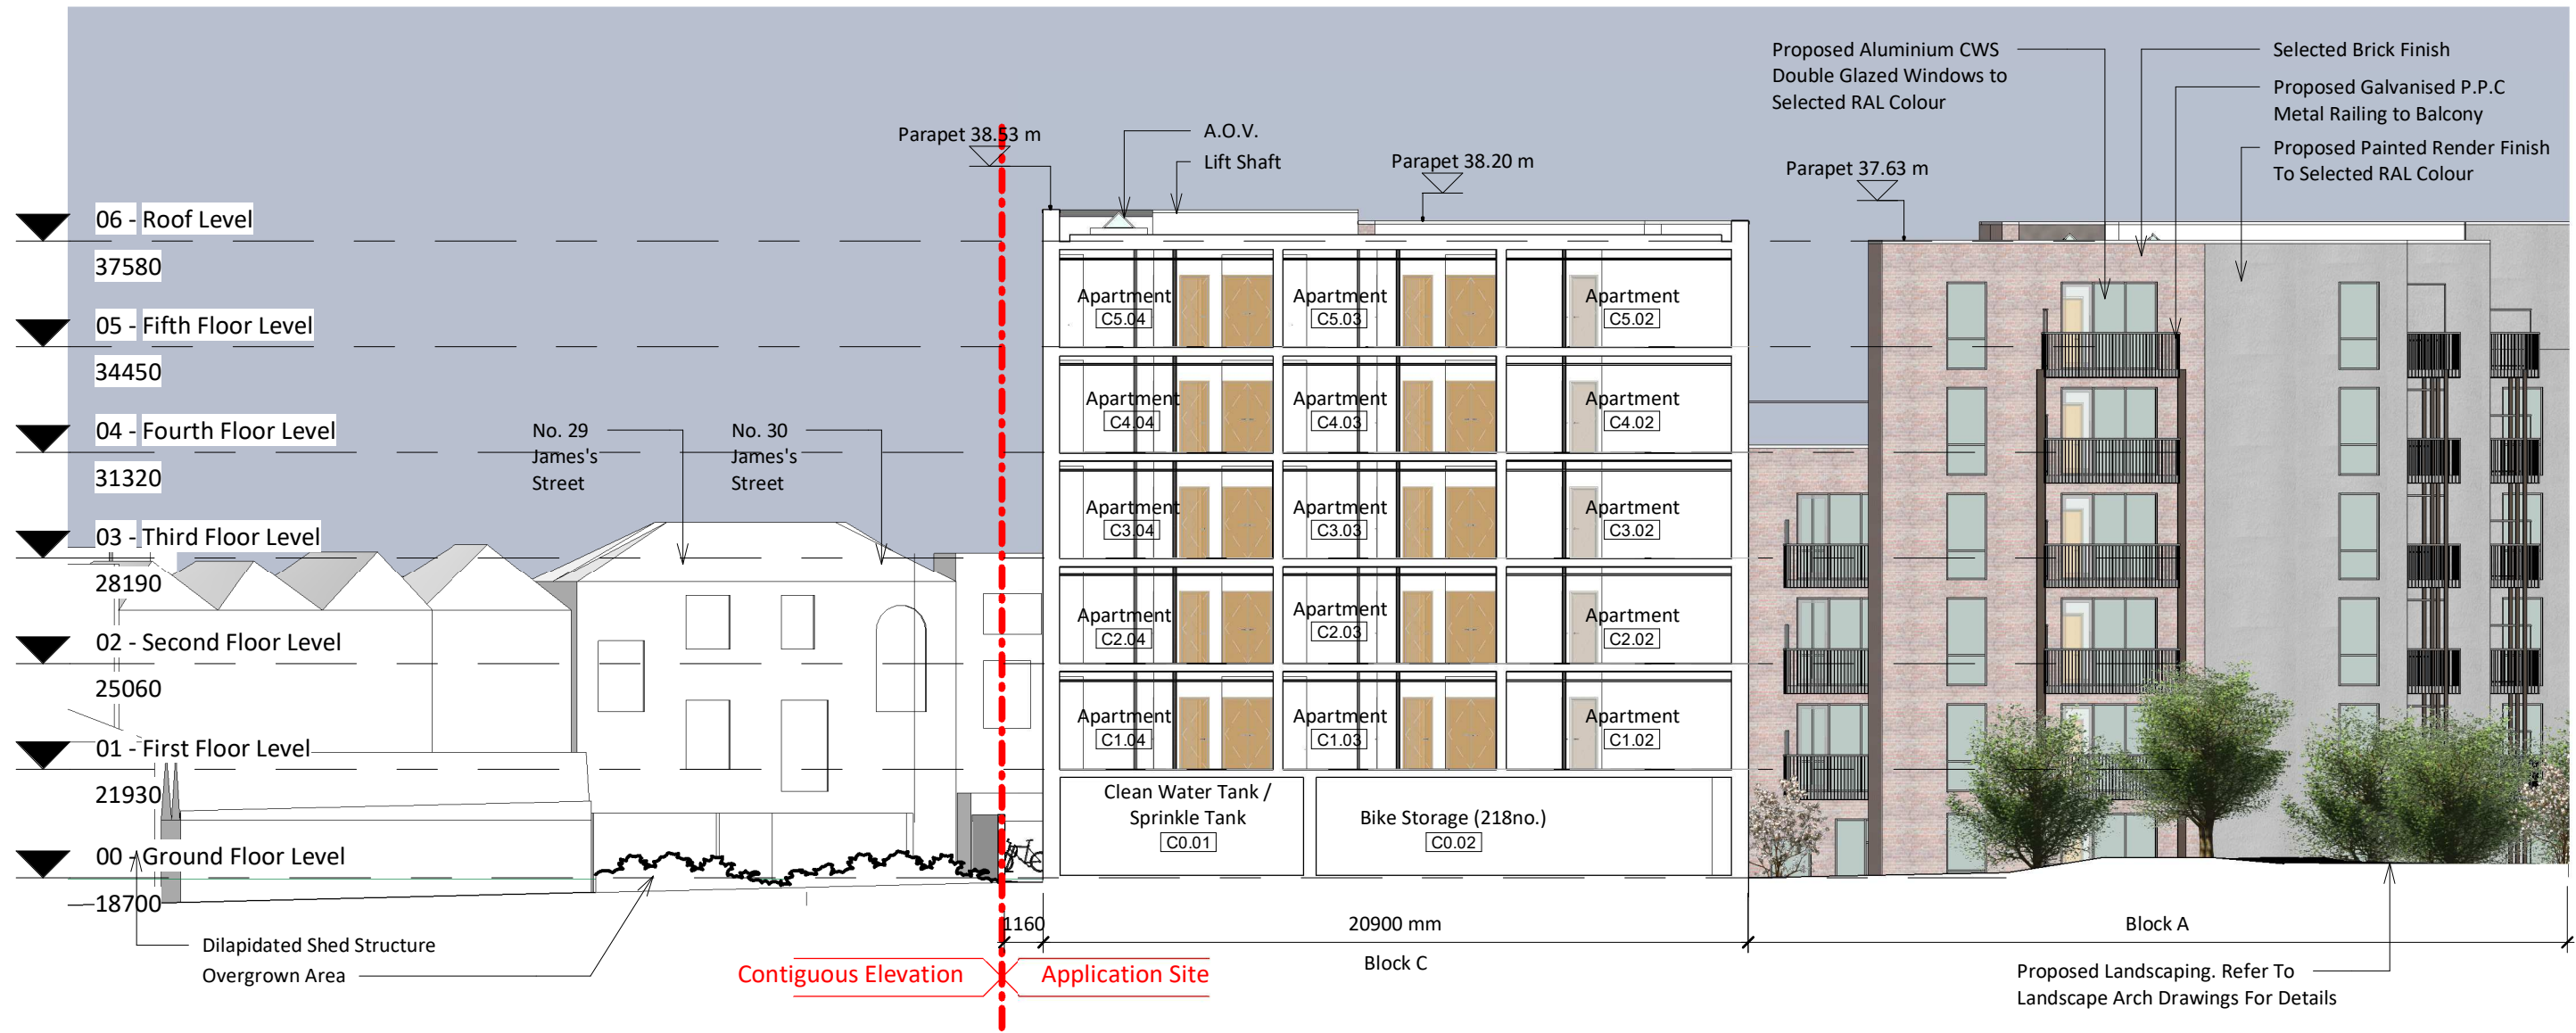 Proposed Aluminium CWS
Double Glazed Windows to
Selected RAL Colour
Selected Brick Finish
Proposed Galvanised P.P.C
Metal Railing to Balcony
Proposed Painted Render Finish
To Selected RAL Colour
Parapet 38.53 m
A.O.V.
Lift Shaft
Parapet 38.20 m
Parapet 37.63 m
06 - Roof Level
37580
05 - Fifth Floor Level
34450
04 - Fourth Floor Level
31320
03 - Third Floor Level
28190
02 - Second Floor Level
25060
01 - First Floor Level
21930
00 - Ground Floor Level
18700
No. 29
James's
Street
No. 30
James's
Street
Apartment
C5.04
Apartment
C5.03
Apartment
C5.02
Apartment
C4.04
Apartment
C4.03
Apartment
C4.02
Apartment
C3.04
Apartment
C3.03
Apartment
C3.02
Apartment
C2.04
Apartment
C2.03
Apartment
C2.02
Apartment
C1.04
Apartment
C1.03
Apartment
C1.02
Clean Water Tank /
Sprinkle Tank
C0.01
Bike Storage (218no.)
C0.02
1160
20900 mm
Block C
Block A
Dilapidated Shed Structure
Overgrown Area
Contiguous Elevation
Application Site
Proposed Landscaping. Refer To
Landscape Arch Drawings For Details